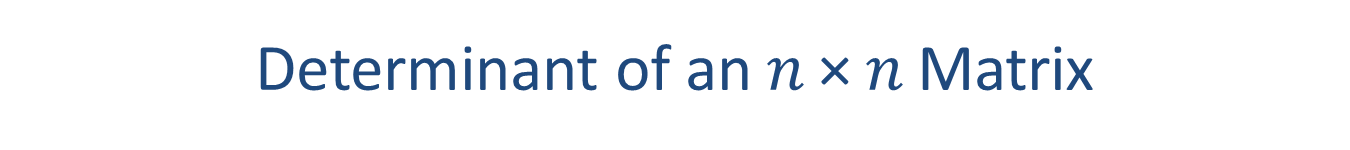 Determinant of an n × n Matrix